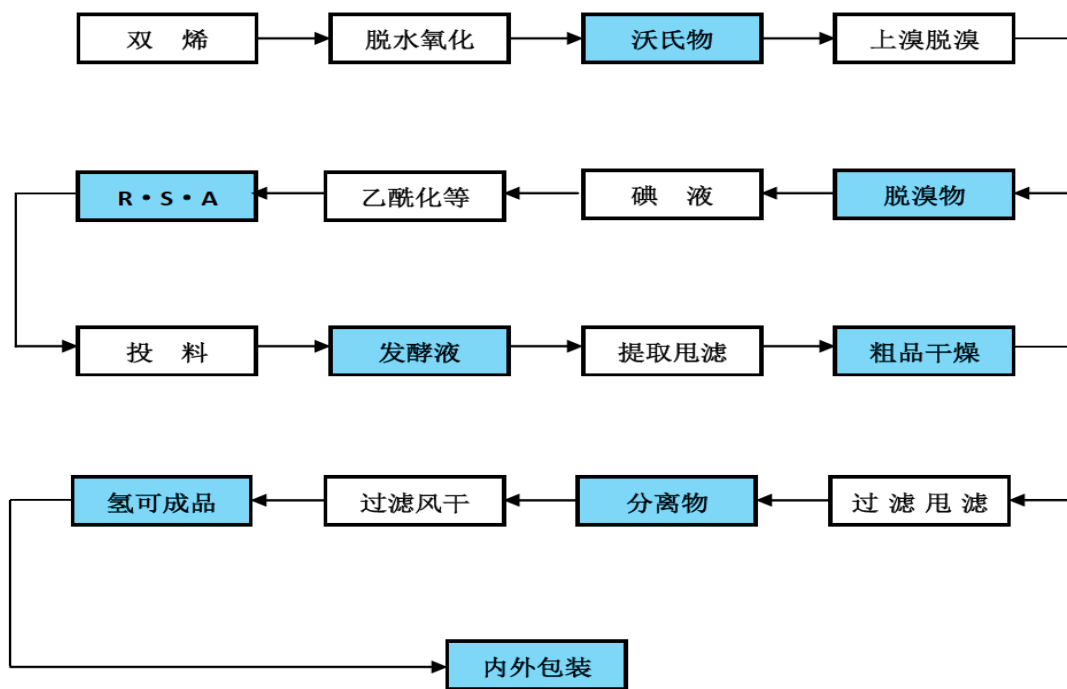 双 烯
脱水氧化
沃氏物
上溴脱溴
R·S·A
乙酰化等
碘 液
脱溴物
投 料
发酵液
提取甩滤
粗品干燥
氢可成品
过滤风干
分离物
过 滤 甩 滤
内外包装